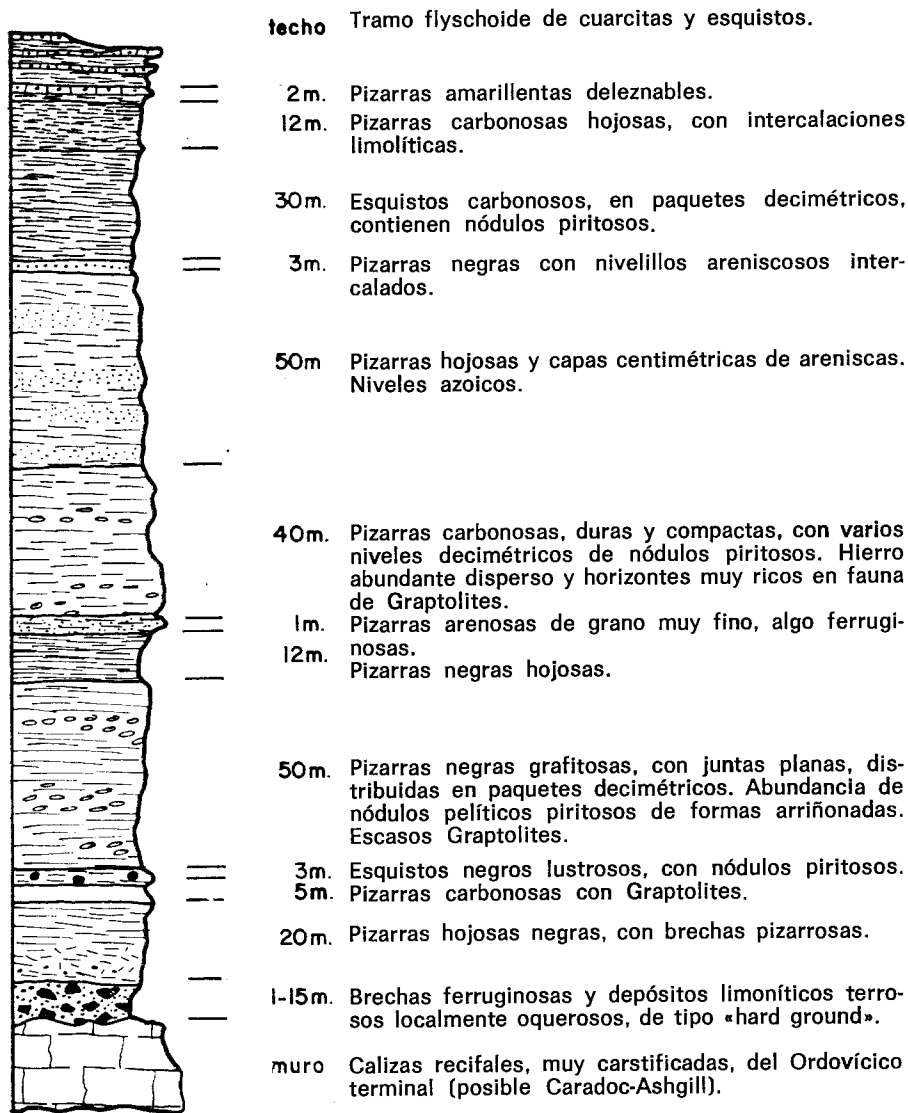 techo Tramo flyschoide de cuarcitas y esquistos.
2m. Pizarras amarillentas deleznables.
12m. Pizarras carbonosas hojosas, con intercalaciones
limolíticas.
30m. Esquistos carbonosos, en paquetes decimétricos,
contienen nódulos piritosos.
3m. Pizarras negras con nivelillos areniscosos inter-
calados.
50m Pizarras hojosas y capas centimétricas de areniscas.
Niveles azoicos.
40m. Pizarras carbonosas, duras y compactas, con varios
niveles decimétricos de nódulos piritosos. Hierro
abundante disperso y horizontes muy ricos en fauna
de Graptolites.
1m. Pizarras arenosas de grano muy fino, algo ferrugi-
nosas.
12m. Pizarras negras hojosas.
50m. Pizarras negras grafitosas, con juntas planas, dis-
tribuidas en paquetes decimétricos. Abundancia de
nódulos pelíticos piritosos de formas arriñonadas.
Escasos Graptolites.
3m. Esquistos negros lustrosos, con nódulos piritosos.
5m. Pizarras carbonosas con Graptolites.
20m. Pizarras hojosas negras, con brechas pizarrosas.
1-15m. Brechas ferruginosas y depósitos limoníticos terro-
sos localmente oquerosos, de tipo «hard ground».
muro Calizas recifales, muy carstificadas, del Ordovícico
terminal (posible Caradoc-Ashgill).